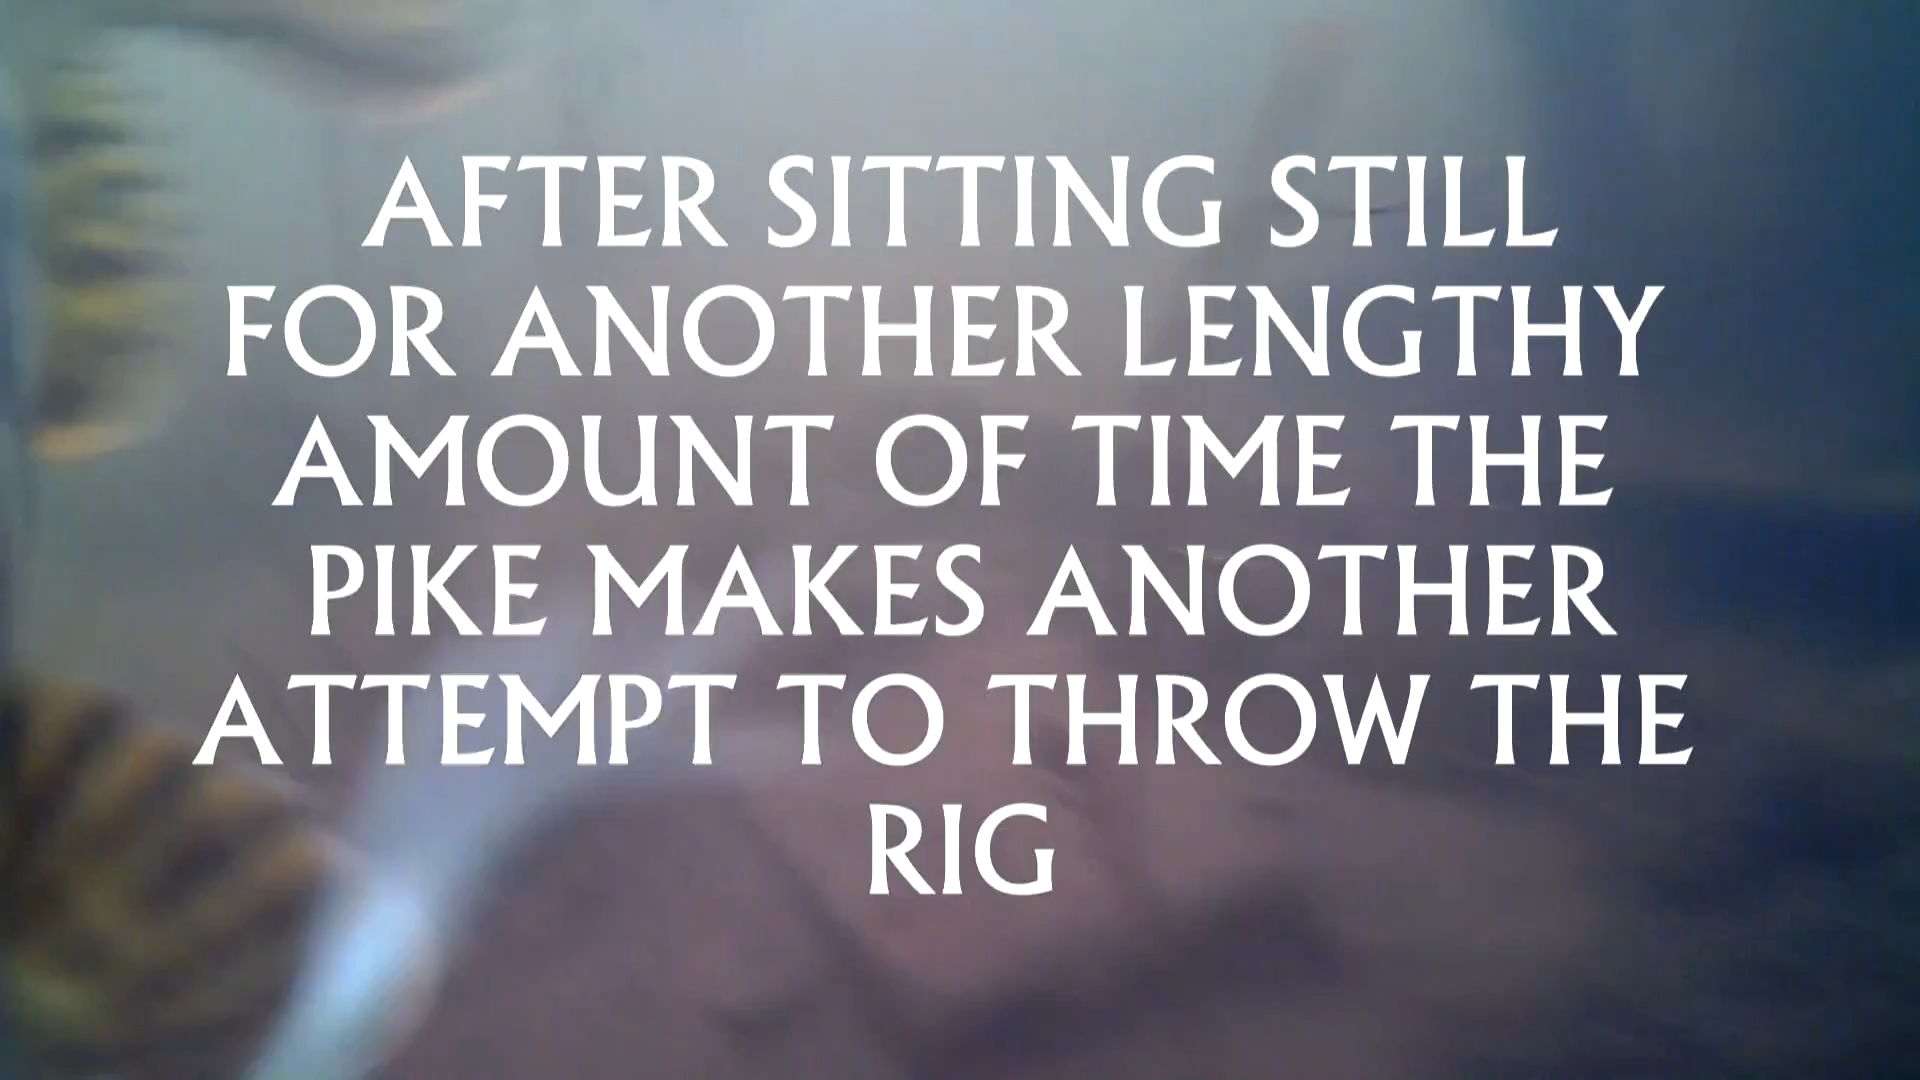 AFTER SITTING STILL
FOR ANOTHER LENGTHY
AMOUNT OF TIME THE
PIKE MAKES ANOTHER
ATTEMPT TO THROW THE
RIG